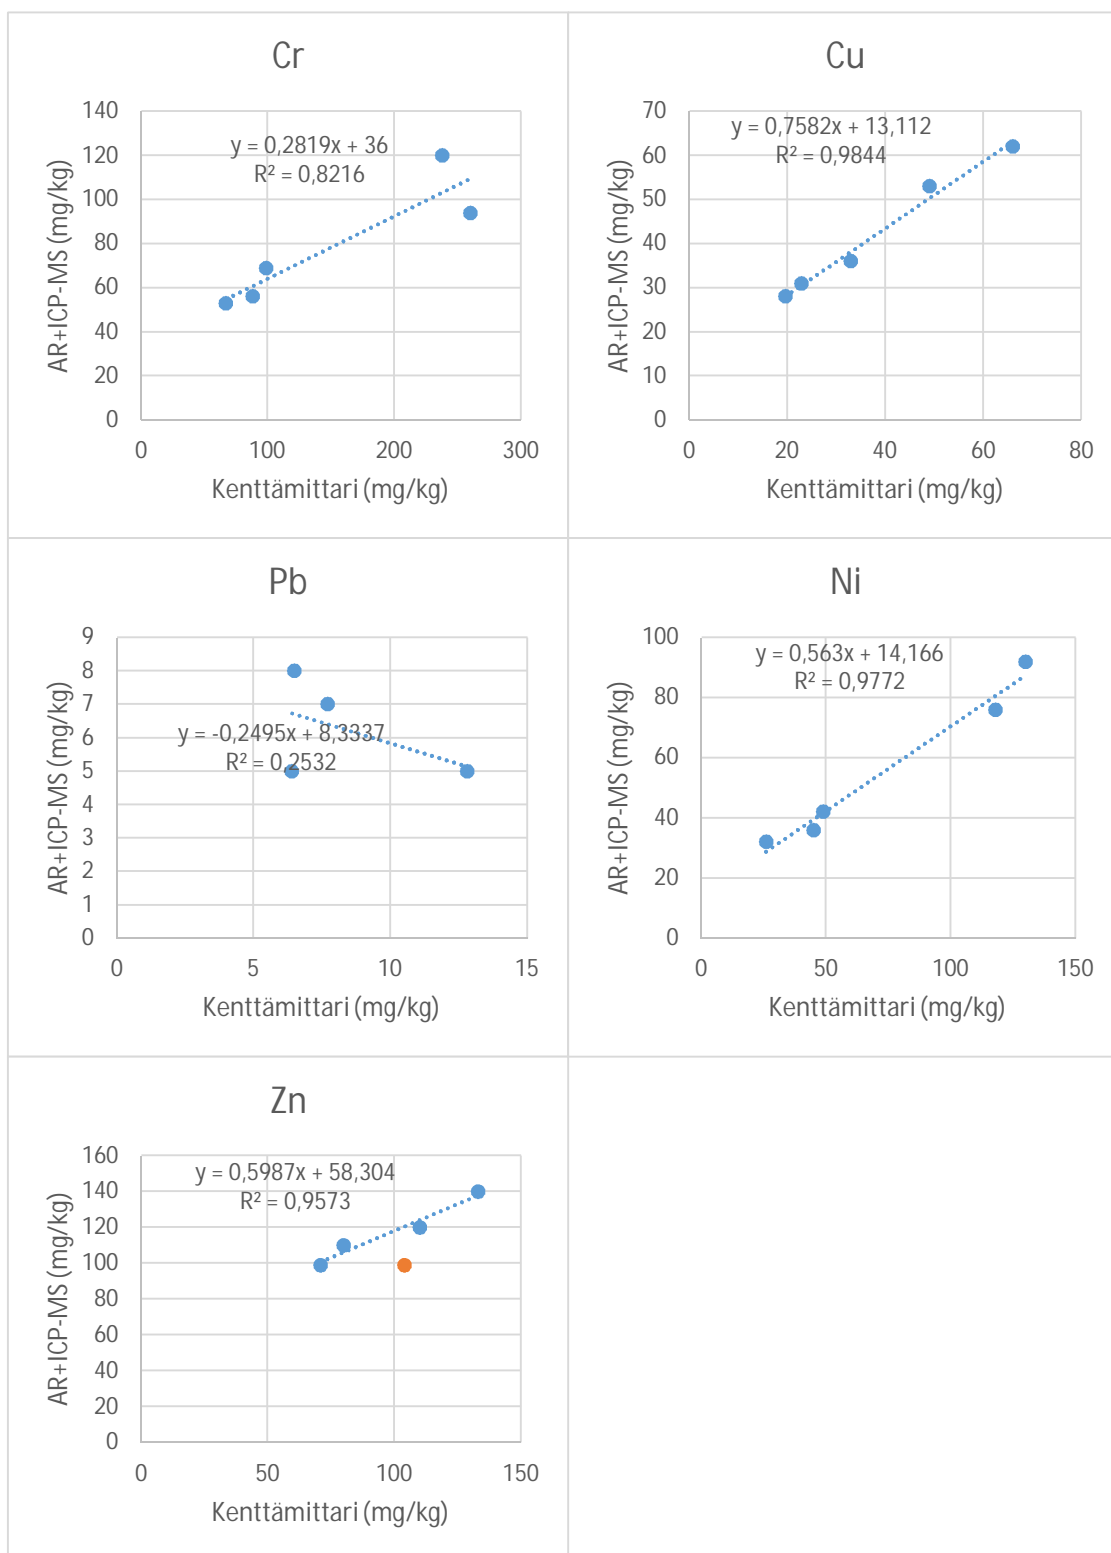 Cr
y = 0,2819x + 36
R² = 0,8216
140
120
100
80
60
40
20
0
AR+ICP-MS (mg/kg)
0 100 200 300
Kenttämittari (mg/kg)
Cu
y = 0,7582x + 13,112
R² = 0,9844
70
60
50
40
30
20
10
0
AR+ICP-MS (mg/kg)
0 20 40 60 80
Kenttämittari (mg/kg)
Pb
y = -0,2495x + 8,3337
R² = 0,2532
9
8
7
6
5
4
3
2
1
0
AR+ICP-MS (mg/kg)
0 5 10 15
Kenttämittari (mg/kg)
Ni
y = 0,563x + 14,166
R² = 0,9772
100
80
60
40
20
0
AR+ICP-MS (mg/kg)
0 50 100 150
Kenttämittari (mg/kg)
Zn
y = 0,5987x + 58,304
R² = 0,9573
160
140
120
100
80
60
40
20
0
AR+ICP-MS (mg/kg)
0 50 100 150
Kenttämittari (mg/kg)